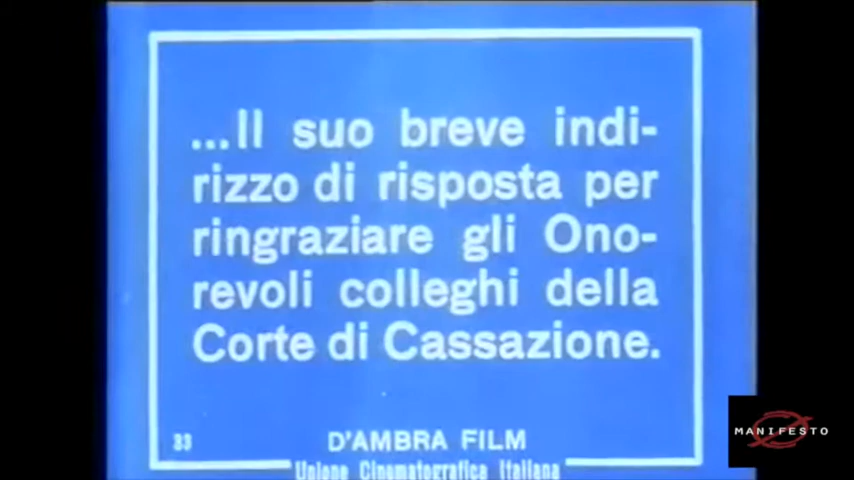 ...Il suo breve indi-
rizzo di risposta per
ringraziare gli Ono-
revoli colleghi della
Corte di Cassazione.
33
D'AMBRA FILM
Unione Cinematografica Italiana
MANIFESTO